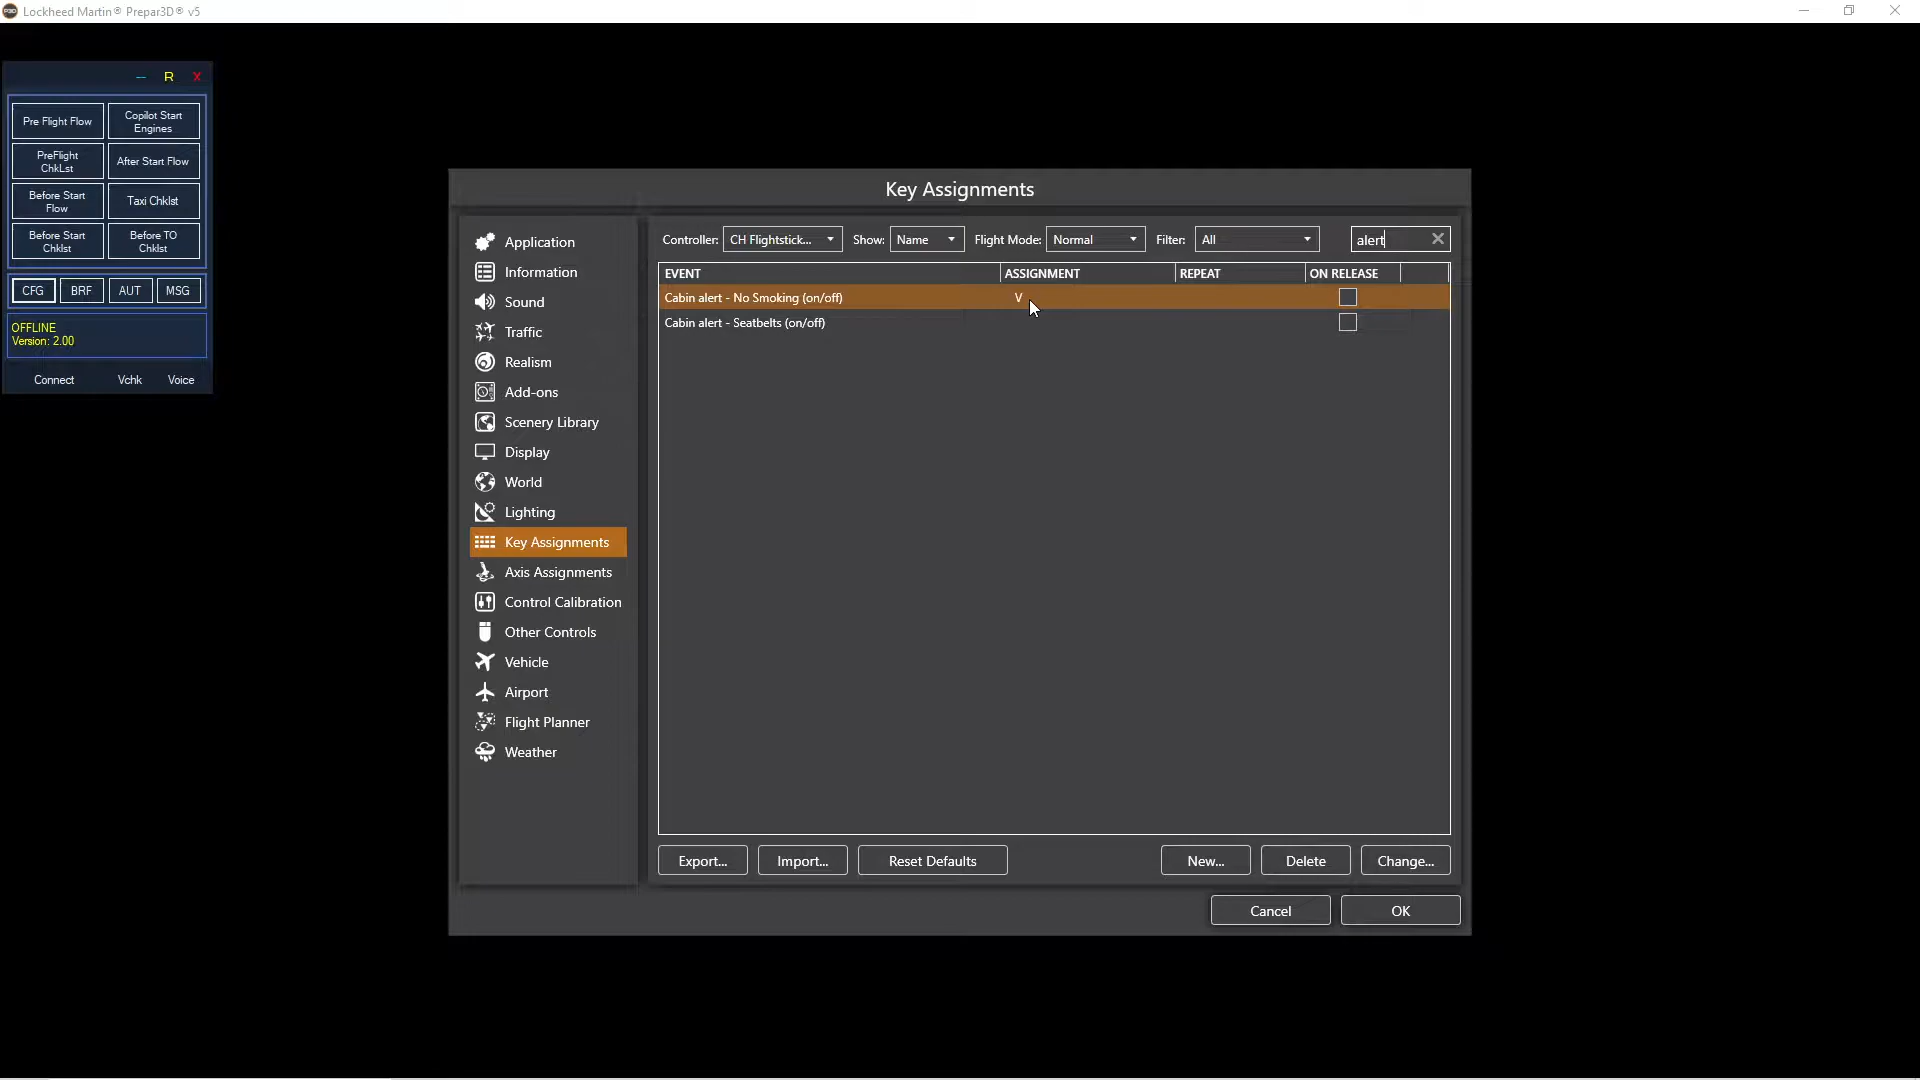 Lockheed Martin® Prepar3D® v5
— R X
Pre Flight Flow
Copilot Start
Engines
PreFlight
ChkLst
After Start Flow
Before Start
Flow
Taxi Chklst
Before Start
Chklst
Before TO
Chklst
CFG BRF AUT MSG
OFFLINE
Version: 2.00
Connect Vchk Voice
Key Assignments
Application
Information
Sound
Traffic
Realism
Add-ons
Scenery Library
Display
World
Lighting
Key Assignments
Axis Assignments
Control Calibration
Other Controls
Vehicle
Airport
Flight Planner
Weather
Controller: CH Flightstick... Show: Name Flight Mode: Normal Filter: All alert
EVENT ASSIGNMENT REPEAT ON RELEASE
Cabin alert - No Smoking (on/off) V
Cabin alert - Seatbelts (on/off)
Export... Import... Reset Defaults New... Delete Change...
Cancel OK